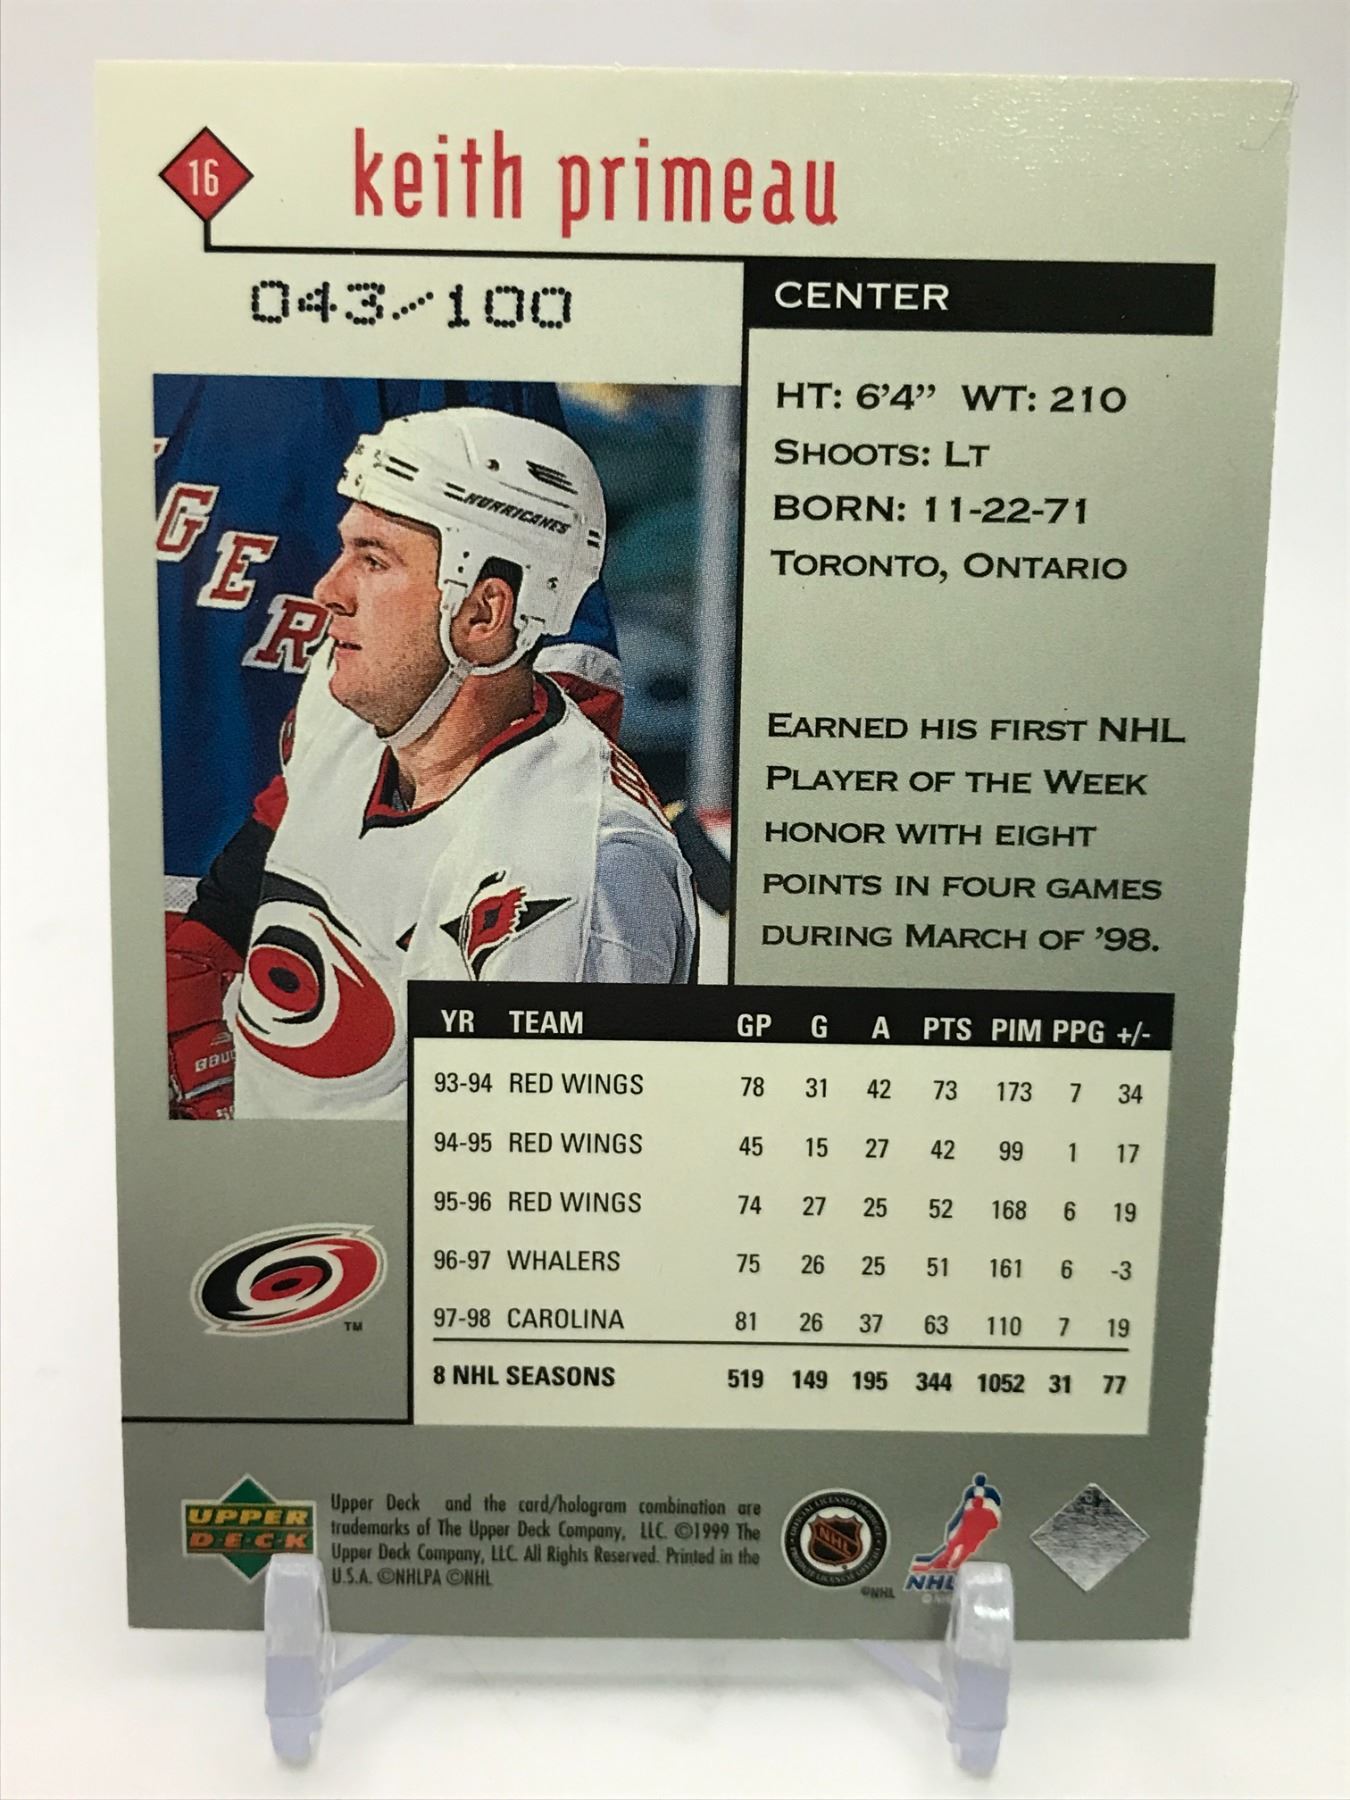 16
keith primeau
043/100
CENTER
HT: 6'4” WT: 210
SHOOTS: LT
BORN: 11-22-71
TORONTO, ONTARIO
GER
HURRICANES
EARNED HIS FIRST NHL
PLAYER OF THE WEEK
HONOR WITH EIGHT
POINTS IN FOUR GAMES
DURING MARCH OF ’98.
YR TEAM GP G A PTS PIM PPG +/-
93-94 RED WINGS 78 31 42 73 173 7 34
94-95 RED WINGS 45 15 27 42 99 1 17
95-96 RED WINGS 74 27 25 52 168 6 19
96-97 WHALERS 75 26 25 51 161 6 -3
97-98 CAROLINA 81 26 37 63 110 7 19
8 NHL SEASONS 519 149 195 344 1052 31 77
TM
UPPER
DECK
Upper Deck and the card/hologram combination are
trademarks of The Upper Deck Company, LLC. ©1999 The
Upper Deck Company, LLC. All Rights Reserved. Printed in the
U.S.A. ©NHLPA ©NHL
NHL
©NHL
NHL